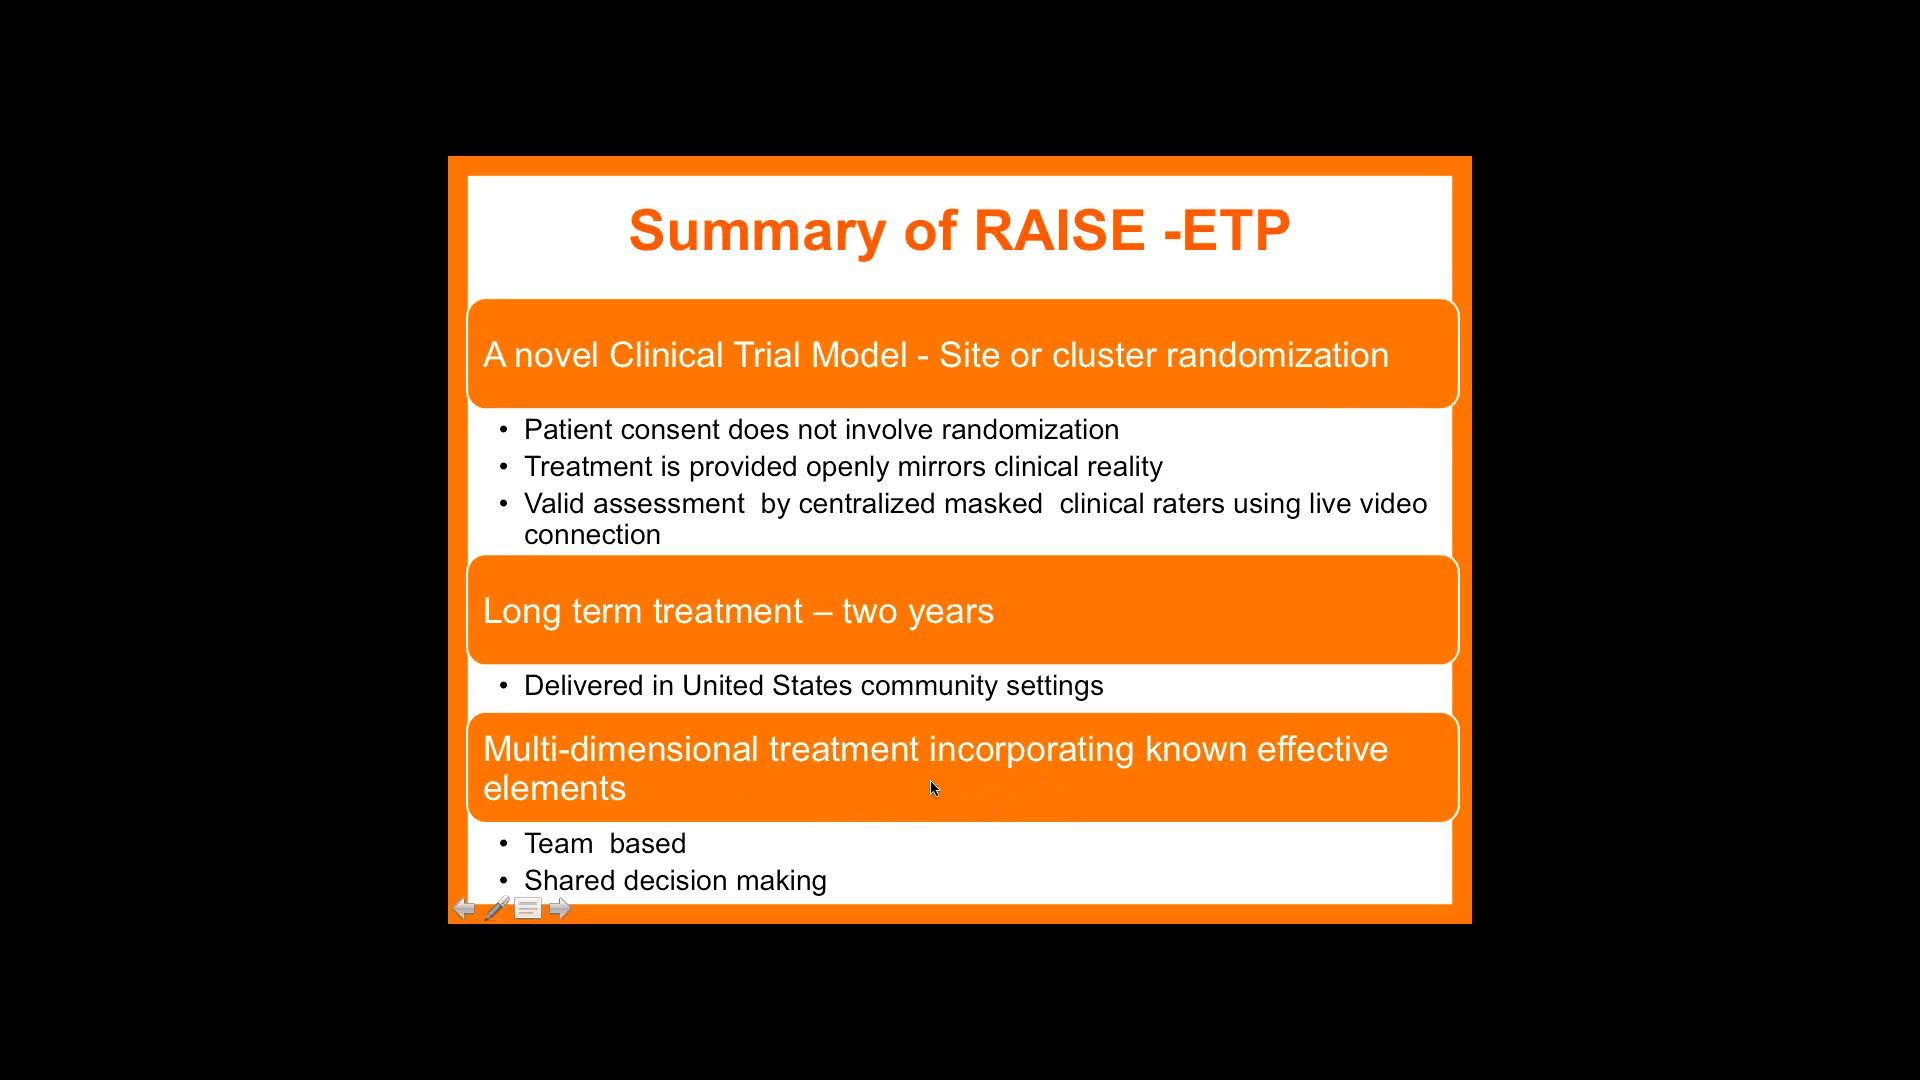 Summary of RAISE -ETP
A novel Clinical Trial Model - Site or cluster randomization
• Patient consent does not involve randomization
• Treatment is provided openly mirrors clinical reality
• Valid assessment  by centralized masked  clinical raters using live video
connection
Long term treatment – two years
• Delivered in United States community settings
Multi-dimensional treatment incorporating known effective
elements
• Team  based
• Shared decision making